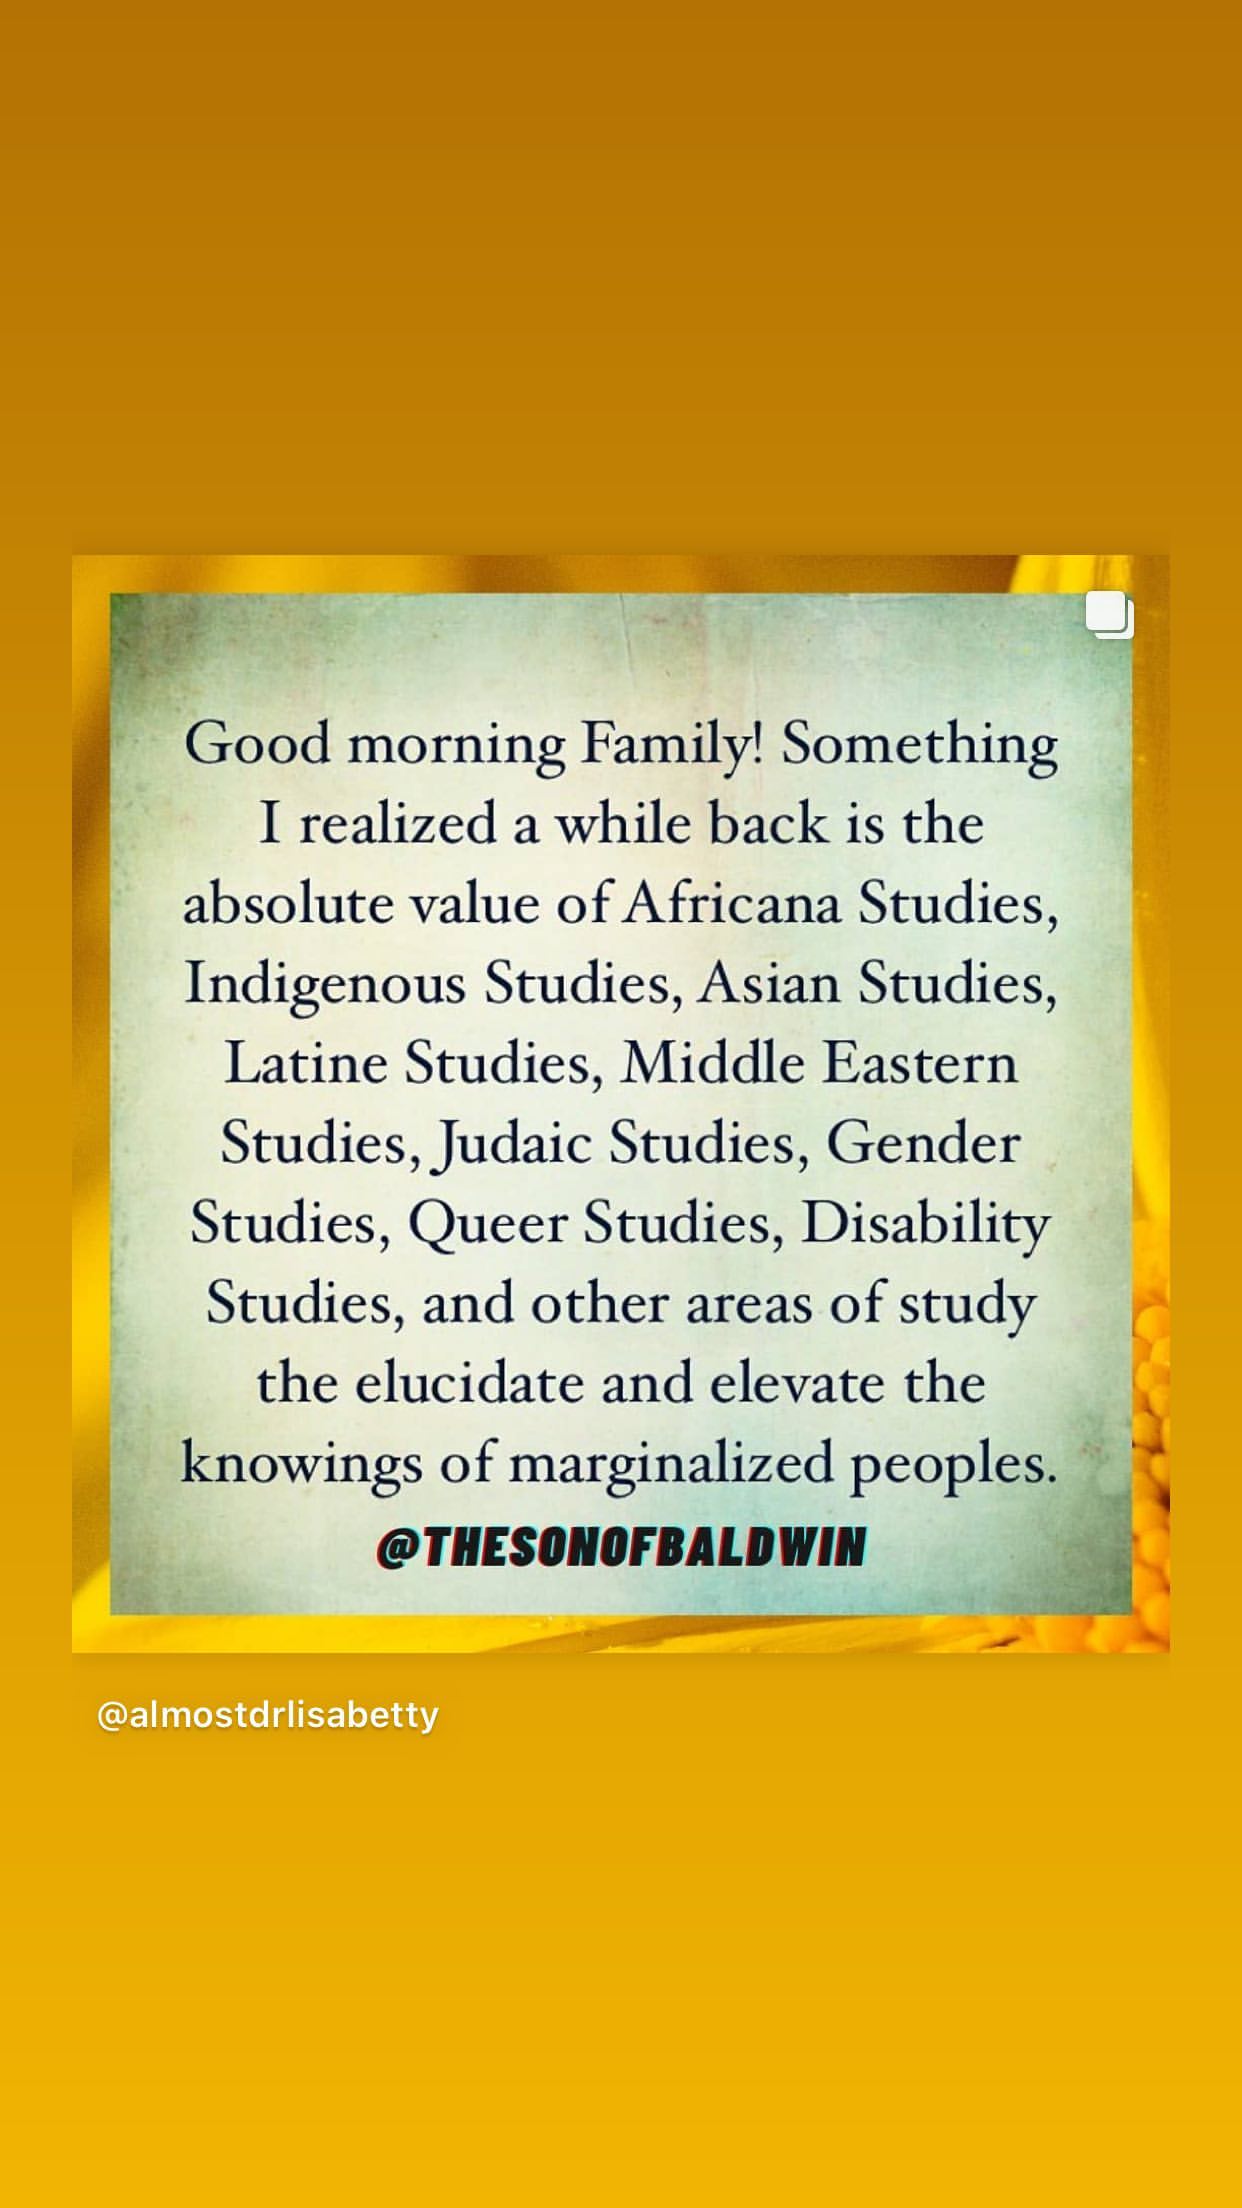 Good morning Family! Something
I realized a while back is the
absolute value of Africana Studies,
Indigenous Studies, Asian Studies,
Latine Studies, Middle Eastern
Studies, Judaic Studies, Gender
Studies, Queer Studies, Disability
Studies, and other areas of study
the elucidate and elevate the
knowings of marginalized peoples.
@THESONOFBALDWIN
@almostdrlisabetty